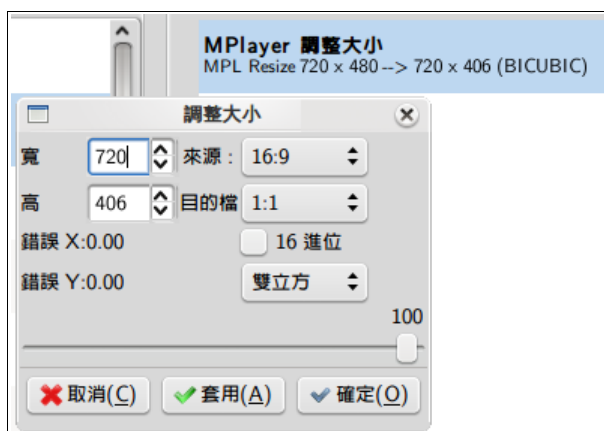 MPlayer 調整大小
MPL Resize 720 x 480 --> 720 x 406 (BICUBIC)
調整大小
寬 720 來源 : 16:9
高 406 目的檔 1:1
錯誤 X:0.00 16 進位
錯誤 Y:0.00 雙立方
100
取消(C) 套用(A) 確定(O)